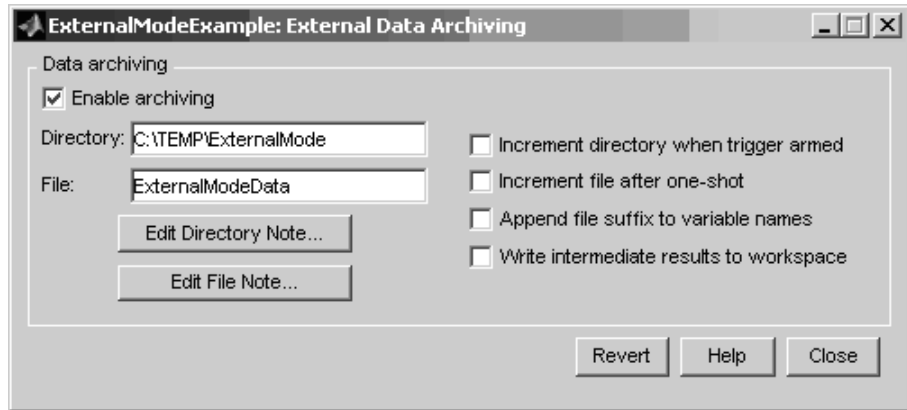 ExternalModeExample: External Data Archiving
Data archiving
Enable archiving
Directory: C:\TEMP\ExternalMode
File: ExternalModeData
Edit Directory Note...
Edit File Note...
Increment directory when trigger armed
Increment file after one-shot
Append file suffix to variable names
Write intermediate results to workspace
Revert Help Close